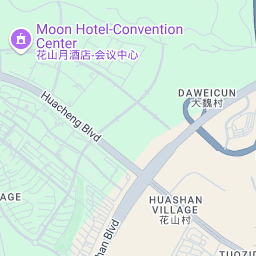 Moon Hotel-Convention
Center
花山月酒店-会议中心
Huacheng Blvd
DAWEICUN
大魏村
HUASHAN
VILLAGE
花山村
AGE
han Blvd
TUOZI